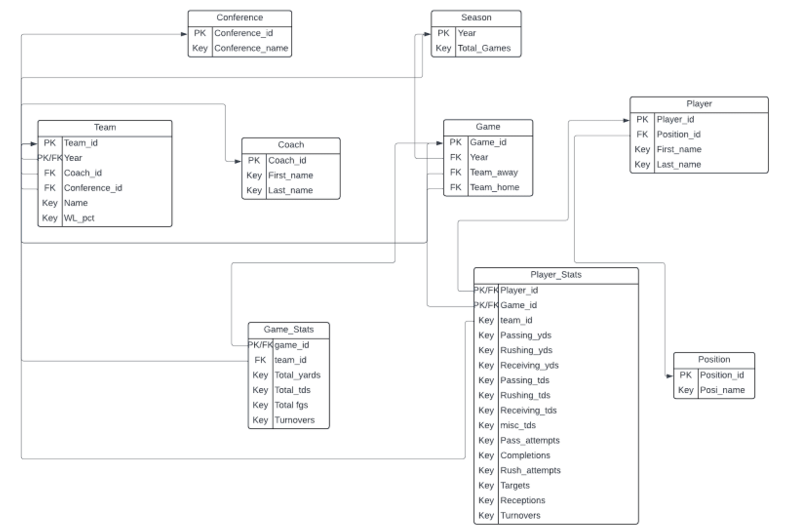 Conference
PK Conference_id
Key Conference_name
Season
PK Year
Key Total_Games
Team
PK Team_id
PK/FK Year
FK Coach_id
FK Conference_id
Key Name
Key WL_pct
Coach
PK Coach_id
Key First_name
Key Last_name
Game
PK Game_id
FK Year
FK Team_away
FK Team_home
Player
PK Player_id
FK Position_id
Key First_name
Key Last_name
Game_Stats
PK/FK game_id
FK team_id
Key Total_yards
Key Total_tds
Key Total fgs
Key Turnovers
Player_Stats
PK/FK Player_id
PK/FK Game_id
Key team_id
Key Passing_yds
Key Rushing_yds
Key Receiving_yds
Key Passing_tds
Key Rushing_tds
Key Receiving_tds
Key misc_tds
Key Pass_attempts
Key Completions
Key Rush_attempts
Key Targets
Key Receptions
Key Turnovers
Position
PK Position_id
Key Posi_name